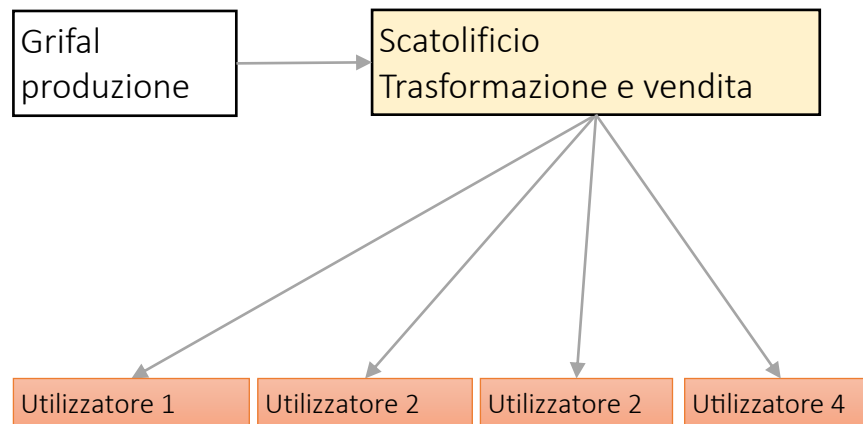 Grifal
produzione
Scatolificio
Trasformazione e vendita
Utilizzatore 1
Utilizzatore 2
Utilizzatore 2
Utilizzatore 4